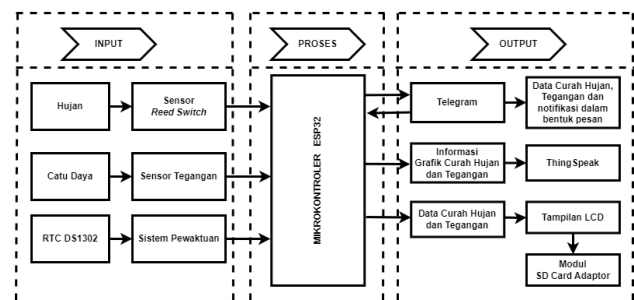 INPUT
PROSES
OUTPUT
Hujan
Sensor
Reed Switch
Catu Daya
Sensor Tegangan
RTC DS1302
Sistem Pewaktuan
MIKROKONTROLER ESP32
Telegram
Data Curah Hujan,
Tegangan dan
notifikasi dalam
bentuk pesan
Informasi
Grafik Curah Hujan
dan Tegangan
ThingSpeak
Data Curah Hujan
dan Tegangan
Tampilan LCD
Modul
SD Card Adaptor